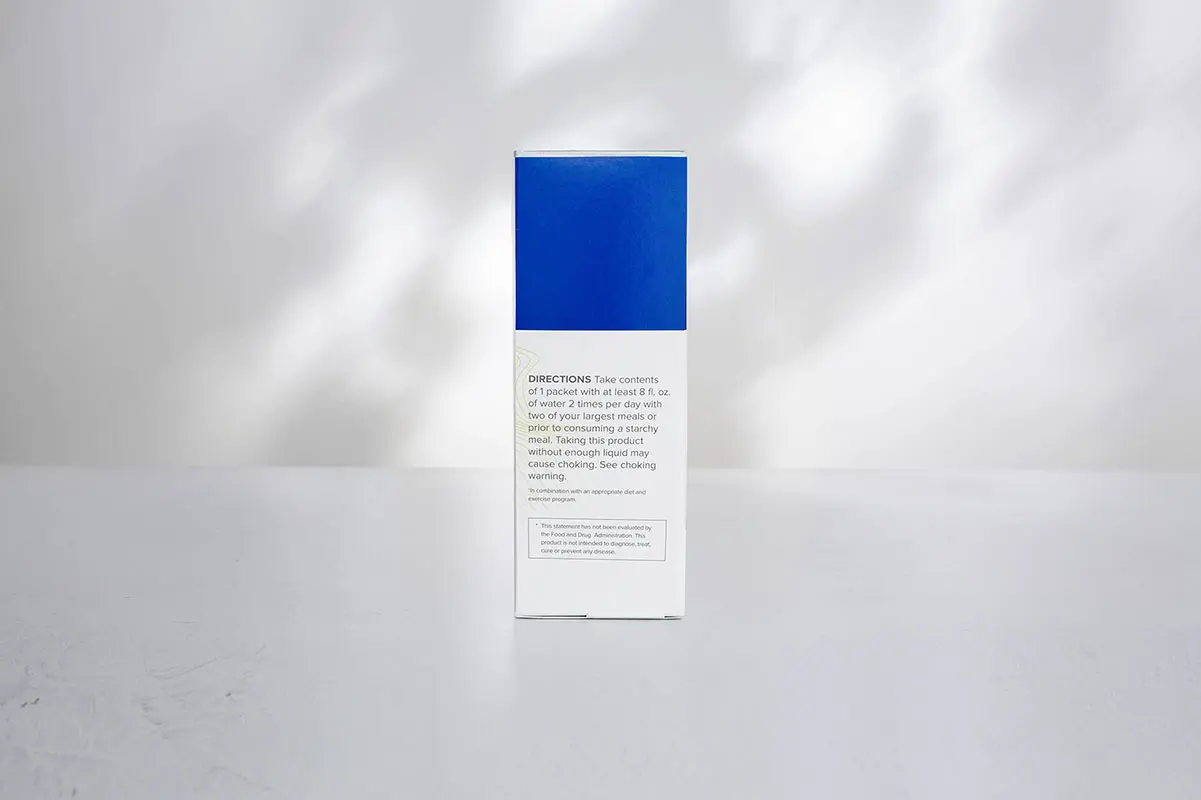 DIRECTIONS Take contents
of 1 packet with at least 8 fl. oz.
of water 2 times per day with
two of your largest meals or
prior to consuming a starchy
meal. Taking this product
without enough liquid may
cause choking. See choking
warning.
*In combination with an appropriate diet and
exercise program.
* This statement has not been evaluated by
the Food and Drug Administration. This
product is not intended to diagnose, treat,
cure or prevent any disease.